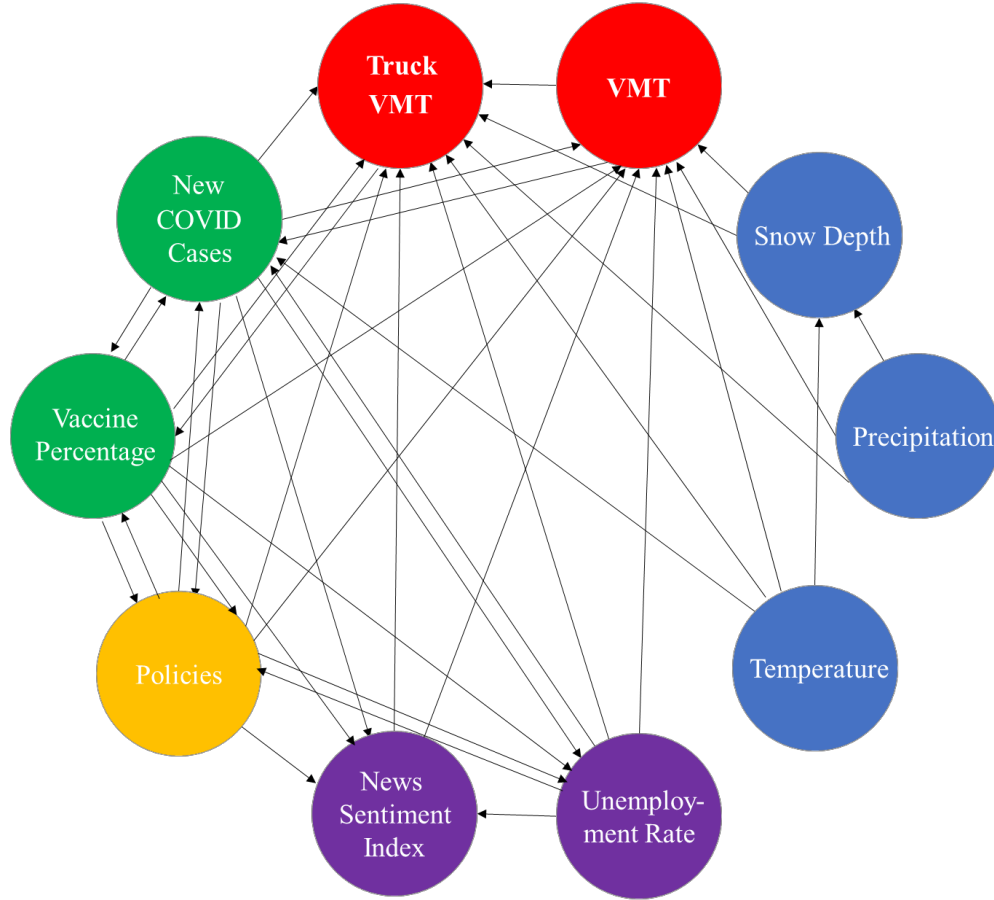 Truck
VMT
VMT
New
COVID
Cases
Snow Depth
Vaccine
Percentage
Precipitation
Policies
Temperature
News
Sentiment
Index
Unemploy-
ment Rate